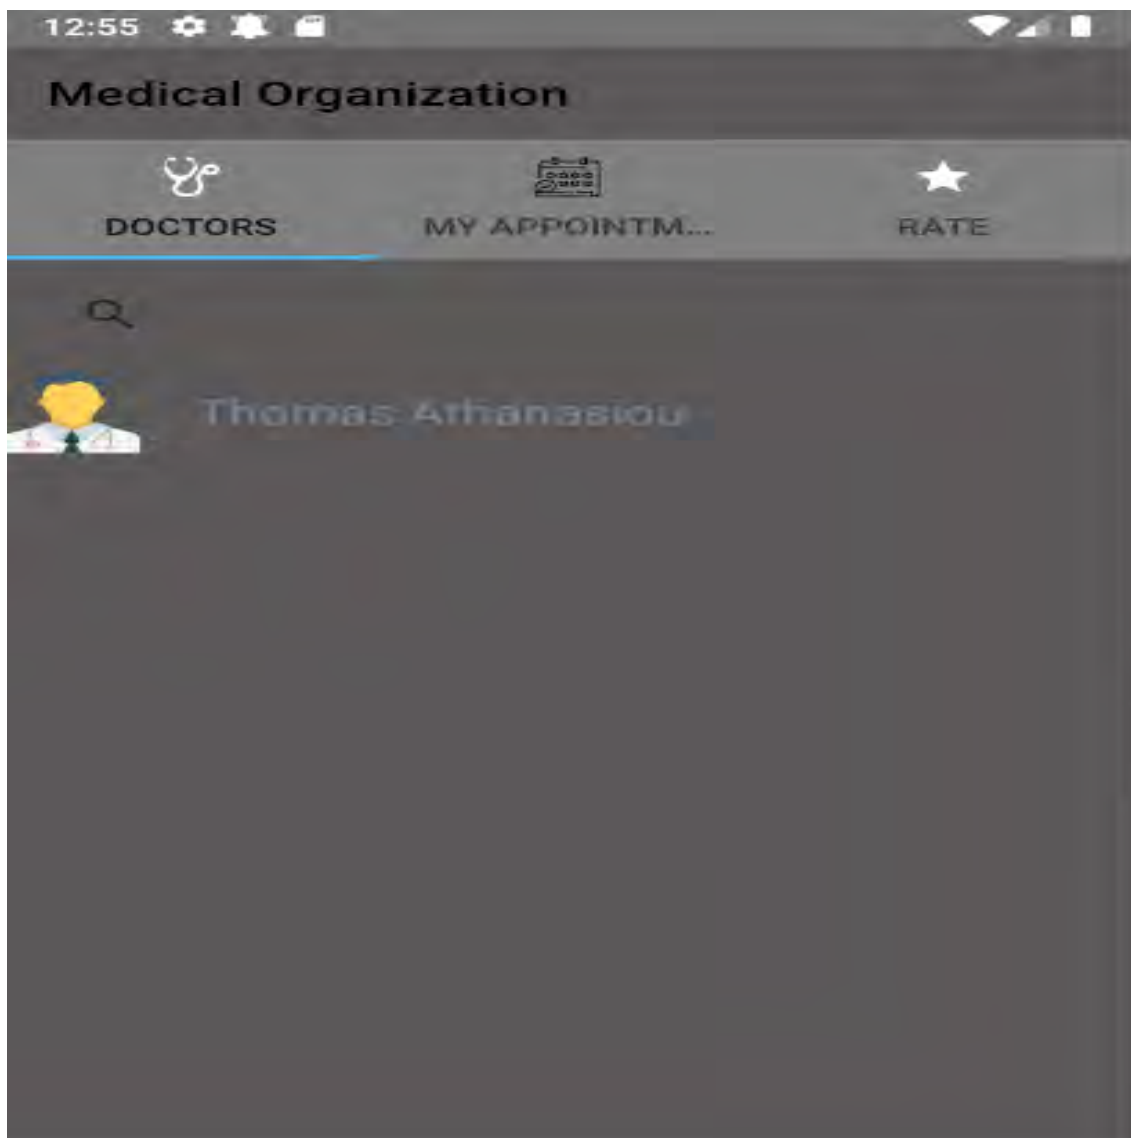 12:55
Medical Organization
DOCTORS
MY APPOINTM...
RATE
Thomas Athanasiou